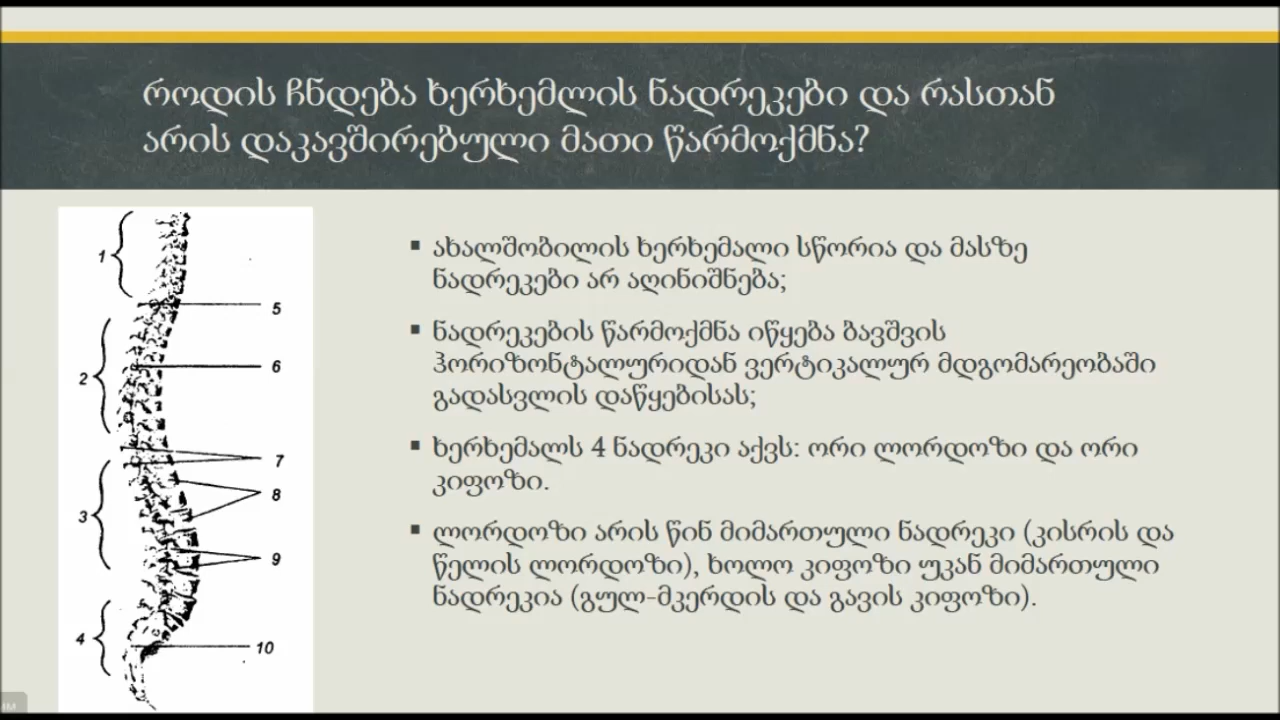 როდის ჩნდება ხერხემლის ნადრეკები და რასთან
არის დაკავშირებული მათი წარმოქმნა?
1
5
2
6
7
8
3
9
4
10
▪ ახალშობილის ხერხემალი სწორია და მასზე
ნადრეკები არ აღინიშნება;
▪ ნადრეკების წარმოქმნა იწყება ბავშვის
ჰორიზონტალურიდან ვერტიკალურ მდგომარეობაში
გადასვლის დაწყებისას;
▪ ხერხემალს 4 ნადრეკი აქვს: ორი ლორდოზი და ორი
კიფოზი.
▪ ლორდოზი არის წინ მიმართული ნადრეკი (კისრის და
წელის ლორდოზი), ხოლო კიფოზი უკან მიმართული
ნადრეკია (გულ-მკერდის და გავის კიფოზი).